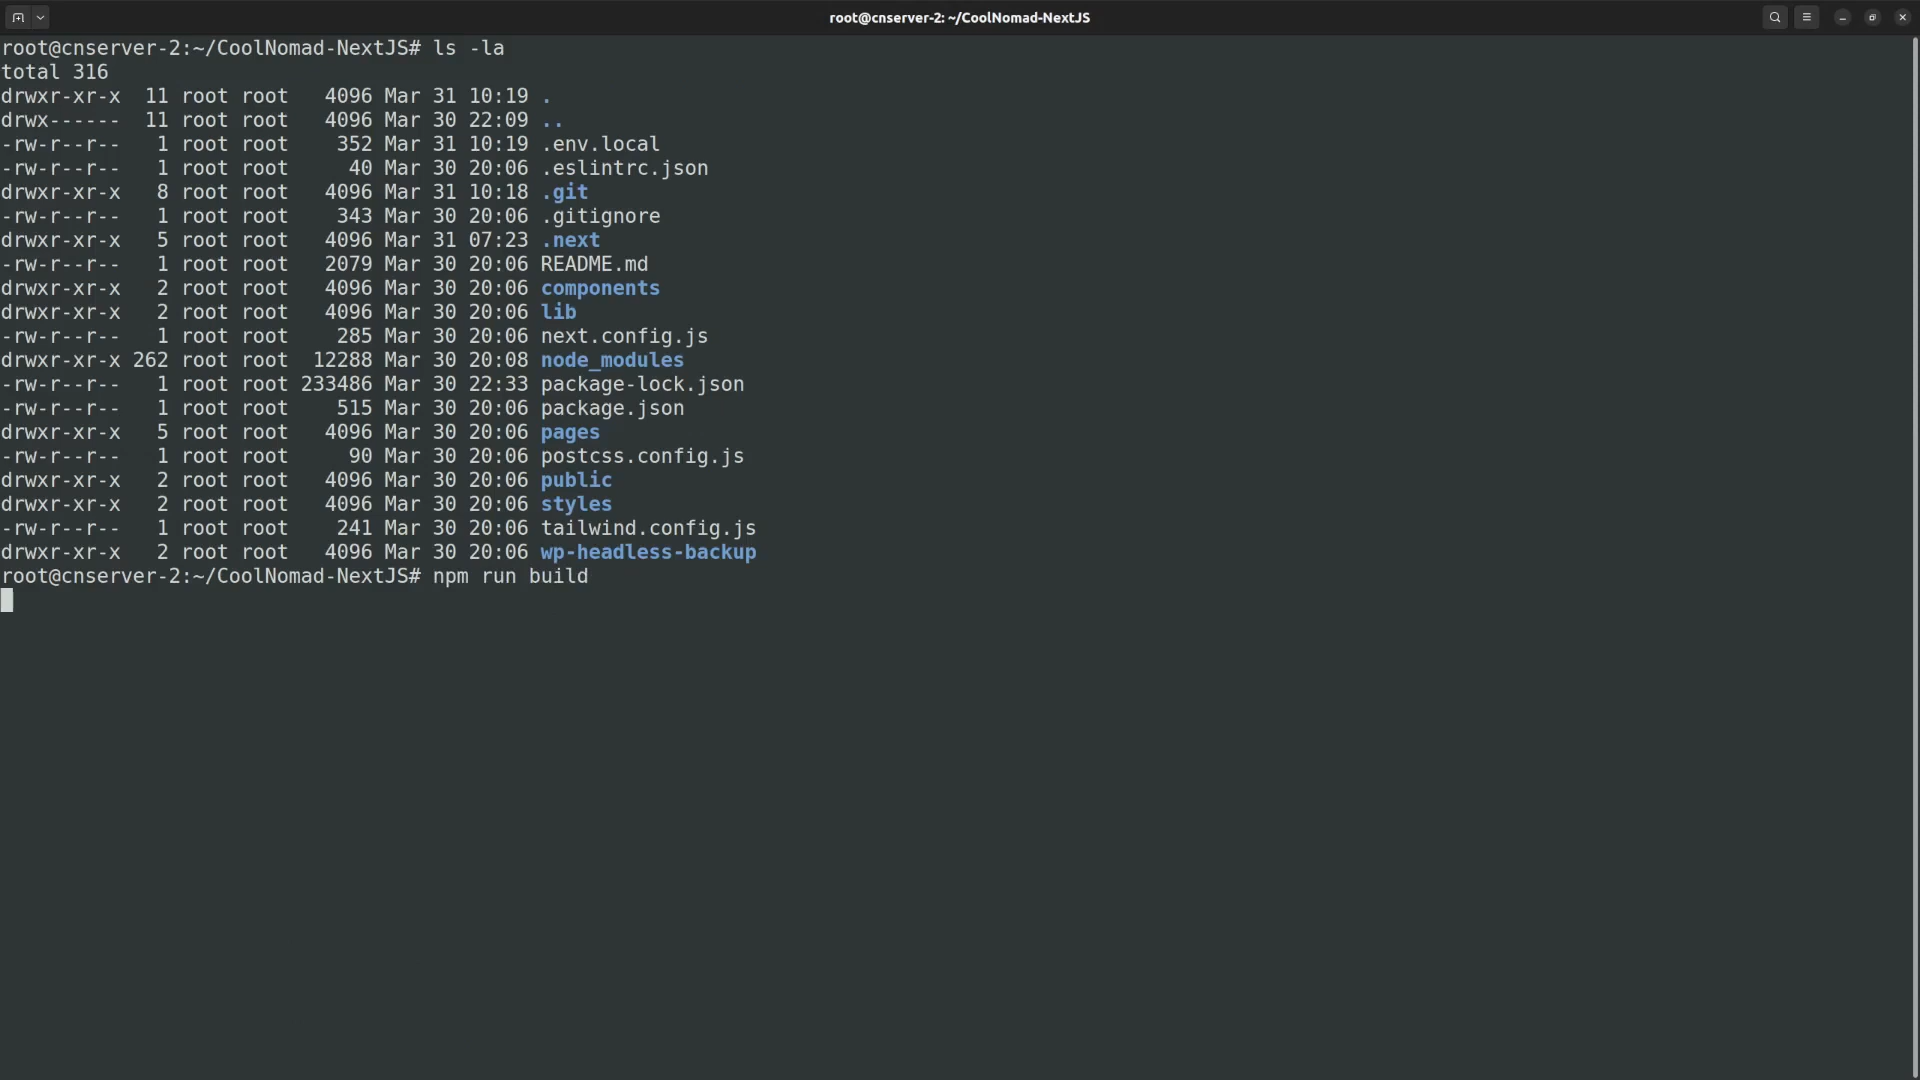 root@cnserver-2: ~/CoolNomad-NextJS
root@cnserver-2:~/CoolNomad-NextJS# ls -la
total 316
drwxr-xr-x  11 root root   4096 Mar 31 10:19 .
drwx------  11 root root   4096 Mar 30 22:09 ..
-rw-r--r--   1 root root    352 Mar 31 10:19 .env.local
-rw-r--r--   1 root root     40 Mar 30 20:06 .eslintrc.json
drwxr-xr-x   8 root root   4096 Mar 31 10:18 .git
-rw-r--r--   1 root root    343 Mar 30 20:06 .gitignore
drwxr-xr-x   5 root root   4096 Mar 31 07:23 .next
-rw-r--r--   1 root root   2079 Mar 30 20:06 README.md
drwxr-xr-x   2 root root   4096 Mar 30 20:06 components
drwxr-xr-x   2 root root   4096 Mar 30 20:06 lib
-rw-r--r--   1 root root    285 Mar 30 20:06 next.config.js
drwxr-xr-x 262 root root  12288 Mar 30 20:08 node_modules
-rw-r--r--   1 root root 233486 Mar 30 22:33 package-lock.json
-rw-r--r--   1 root root    515 Mar 30 20:06 package.json
drwxr-xr-x   5 root root   4096 Mar 30 20:06 pages
-rw-r--r--   1 root root     90 Mar 30 20:06 postcss.config.js
drwxr-xr-x   2 root root   4096 Mar 30 20:06 public
drwxr-xr-x   2 root root   4096 Mar 30 20:06 styles
-rw-r--r--   1 root root    241 Mar 30 20:06 tailwind.config.js
drwxr-xr-x   2 root root   4096 Mar 30 20:06 wp-headless-backup
root@cnserver-2:~/CoolNomad-NextJS# npm run build